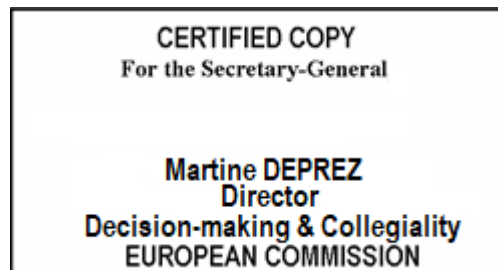 CERTIFIED COPY
For the Secretary-General
Martine DEPREZ
Director
Decision-making & Collegiality
EUROPEAN COMMISSION